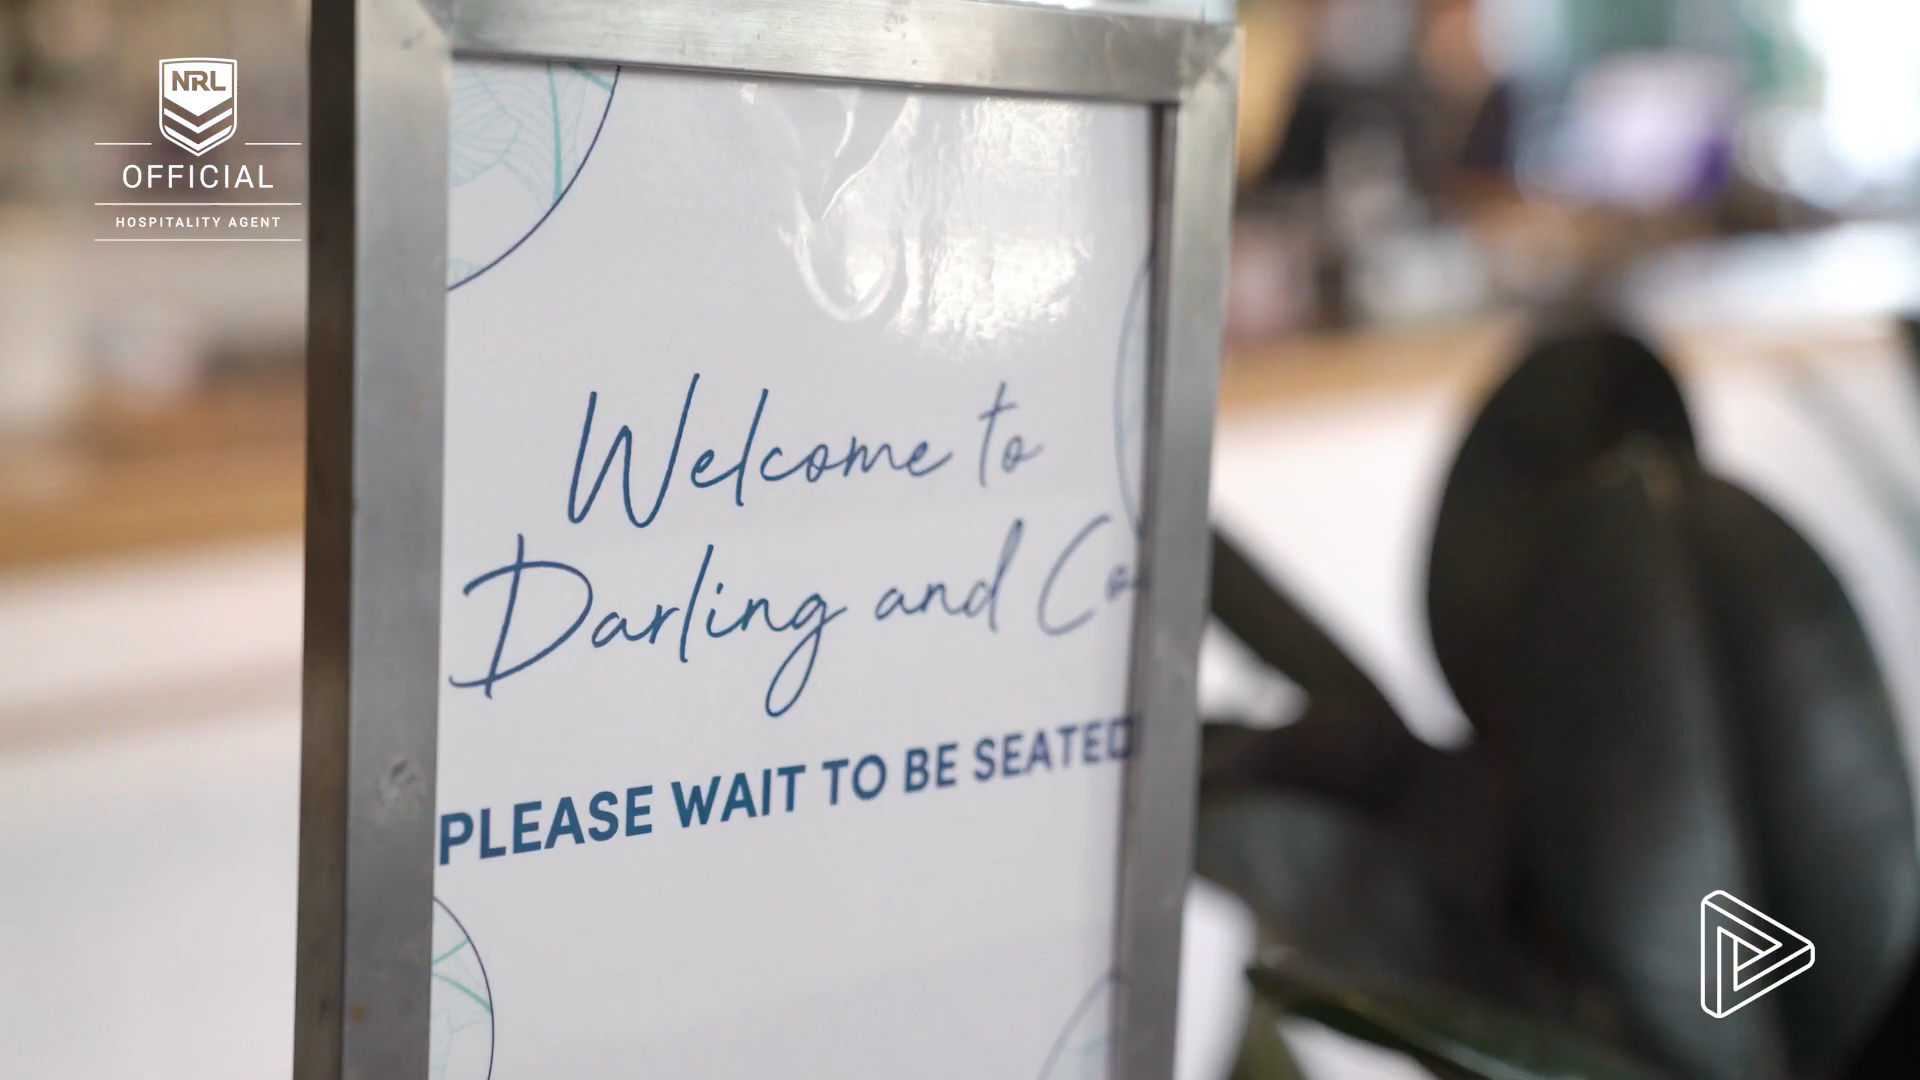 NRL
OFFICIAL
HOSPITALITY AGENT
Welcome to
Darling and Co.
PLEASE WAIT TO BE SEATED